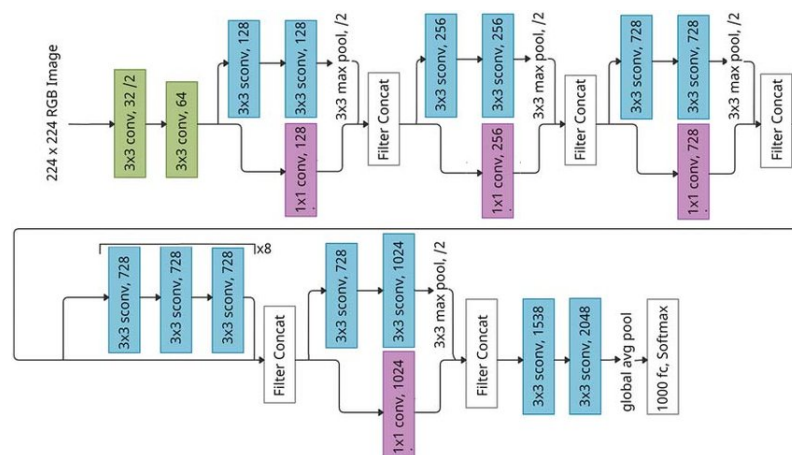 224 x 224 RGB Image
3x3 conv, 32 /2
3x3 conv, 64
3x3 sconv, 128
3x3 sconv, 128
3x3 max pool, /2
1x1 conv, 128
Filter Concat
3x3 sconv, 256
3x3 sconv, 256
3x3 max pool, /2
1x1 conv, 256
Filter Concat
3x3 sconv, 728
3x3 sconv, 728
3x3 max pool, /2
1x1 conv, 728
Filter Concat
3x3 sconv, 728
3x3 sconv, 728
3x3 sconv, 728
x8
Filter Concat
3x3 sconv, 728
3x3 sconv, 1024
3x3 max pool, /2
1x1 conv, 1024
Filter Concat
3x3 sconv, 1538
3x3 sconv, 2048
global avg pool
1000 fc, Softmax